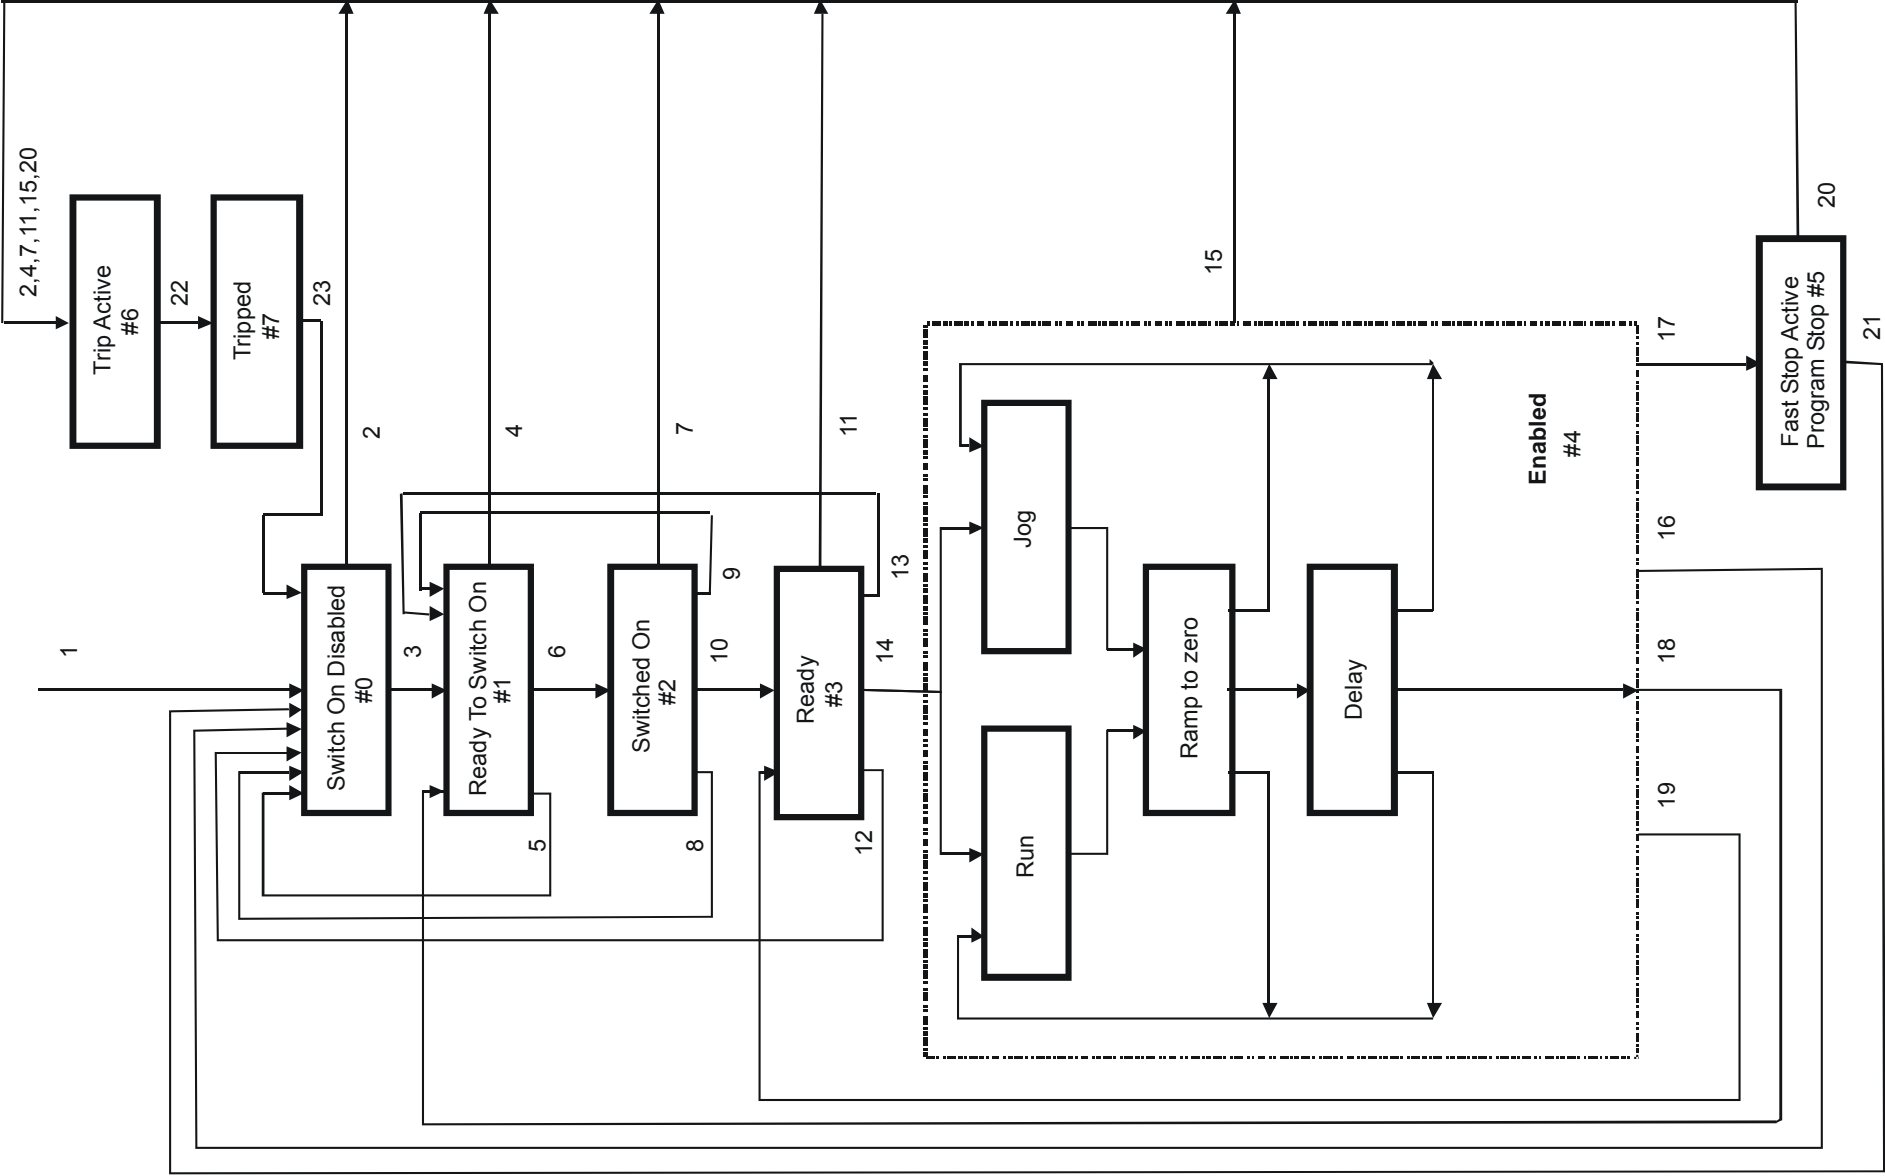 2,4,7,11,15,20
Trip Active
#6
22
Tripped
#7
23
1
Switch On Disabled
#0
2
3
Ready To Switch On
#1
4
5
6
Switched On
#2
7
8
9
10
Ready
#3
11
12
13
14
Jog
Run
Ramp to zero
Delay
15
Enabled
#4
17
16
18
19
Fast Stop Active
Program Stop #5
20
21